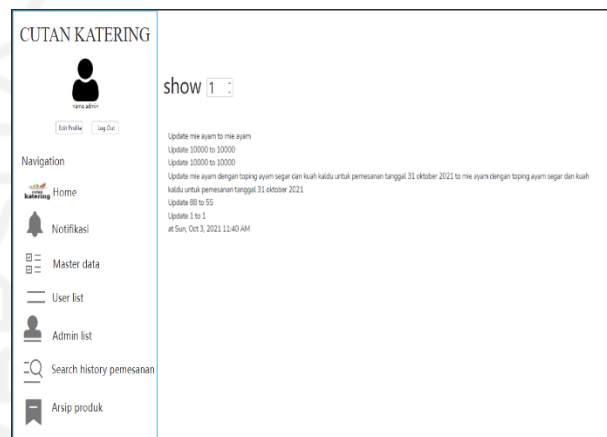 CUTAN KATERING
nama admin
Edit Profile Log Out
Navigation
cutan
katering
Home
Notifikasi
Master data
User list
Admin list
Search history pemesanan
Arsip produk
show 1
Update mie ayam to mie ayam
Update 10000 to 10000
Update 10000 to 10000
Update mie ayam dengan toping ayam segar dan kuah kaldu untuk pemesanan tanggal 31 oktober 2021 to mie ayam dengan toping ayam segar dan kuah
kaldu untuk pemesanan tanggal 31 oktober 2021
Update 88 to 55
Update 1 to 1
at Sun, Oct 3, 2021 11:40 AM